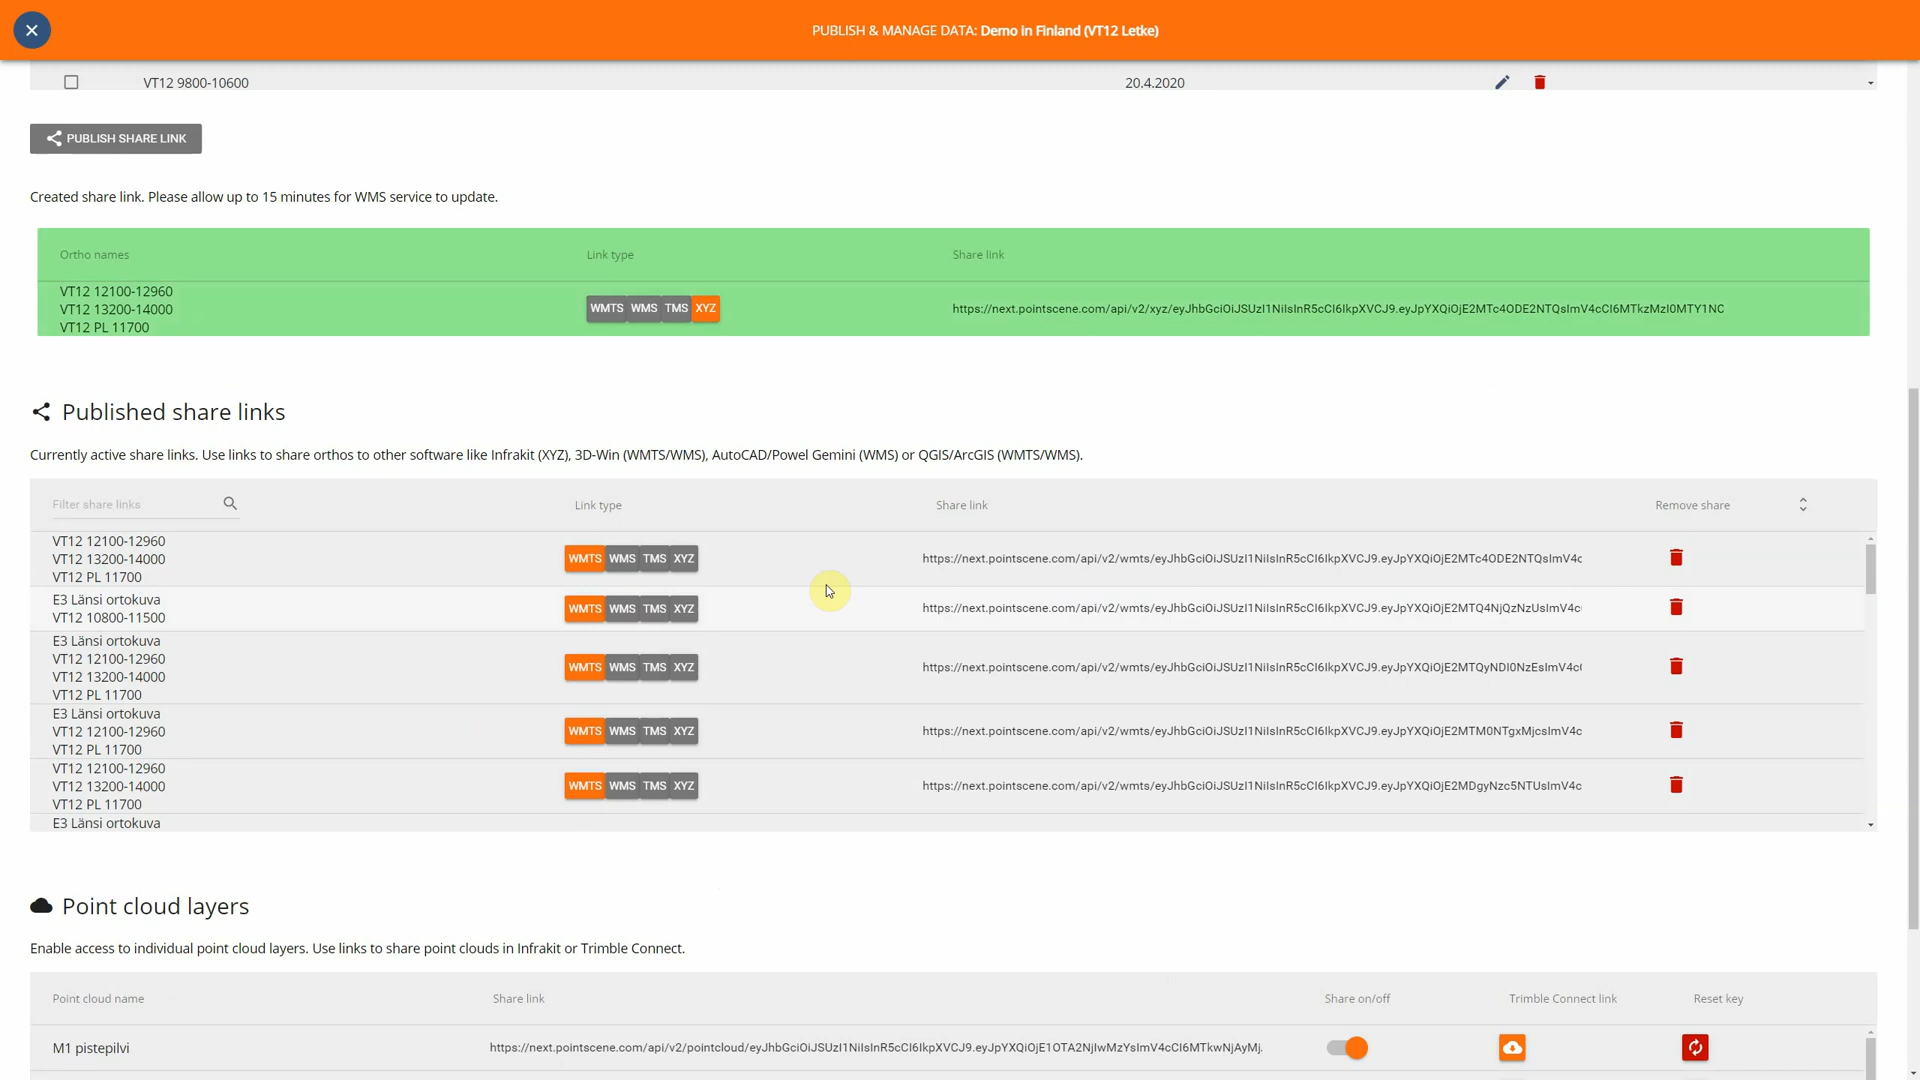 PUBLISH & MANAGE DATA: Demo in Finland (VT12 Letke)
VT12 9800-10600 20.4.2020
PUBLISH SHARE LINK
Created share link. Please allow up to 15 minutes for WMS service to update.
Ortho names Link type Share link
VT12 12100-12960
VT12 13200-14000
VT12 PL 11700
WMTS WMS TMS XYZ
https://next.pointscene.com/api/v2/xyz/eyJhbGciOiJSUzI1NiIsInR5cCI6IkpXVCJ9.eyJpYXQiOjE2MTc4ODE2NTQsImV4cCI6MTkzMzI0MTY1NC
Published share links
Currently active share links. Use links to share orthos to other software like Infrakit (XYZ), 3D-Win (WMTS/WMS), AutoCAD/Powel Gemini (WMS) or QGIS/ArcGIS (WMTS/WMS).
Filter share links Link type Share link Remove share
VT12 12100-12960
VT12 13200-14000
VT12 PL 11700
WMTS WMS TMS XYZ
https://next.pointscene.com/api/v2/wmts/eyJhbGciOiJSUzI1NiIsInR5cCI6IkpXVCJ9.eyJpYXQiOjE2MTc4ODE2NTQsImV4c
E3 Länsi ortokuva
VT12 10800-11500
WMTS WMS TMS XYZ
https://next.pointscene.com/api/v2/wmts/eyJhbGciOiJSUzI1NiIsInR5cCI6IkpXVCJ9.eyJpYXQiOjE2MTQ4NjQzNzUsImV4c
E3 Länsi ortokuva
VT12 12100-12960
VT12 13200-14000
VT12 PL 11700
WMTS WMS TMS XYZ
https://next.pointscene.com/api/v2/wmts/eyJhbGciOiJSUzI1NiIsInR5cCI6IkpXVCJ9.eyJpYXQiOjE2MTQyNDI0NzEsImV4c
E3 Länsi ortokuva
VT12 12100-12960
VT12 PL 11700
WMTS WMS TMS XYZ
https://next.pointscene.com/api/v2/wmts/eyJhbGciOiJSUzI1NiIsInR5cCI6IkpXVCJ9.eyJpYXQiOjE2MTM0NTgxMjcsImV4c
VT12 12100-12960
VT12 13200-14000
VT12 PL 11700
WMTS WMS TMS XYZ
https://next.pointscene.com/api/v2/wmts/eyJhbGciOiJSUzI1NiIsInR5cCI6IkpXVCJ9.eyJpYXQiOjE2MDgyNzc5NTUsImV4c
E3 Länsi ortokuva
Point cloud layers
Enable access to individual point cloud layers. Use links to share point clouds in Infrakit or Trimble Connect.
Point cloud name Share link Share on/off Trimble Connect link Reset key
M1 pistepilvi https://next.pointscene.com/api/v2/pointcloud/eyJhbGciOiJSUzI1NiIsInR5cCI6IkpXVCJ9.eyJpYXQiOjE1OTA2NjIwMzYsImV4cCI6MTkwNjAyMj.